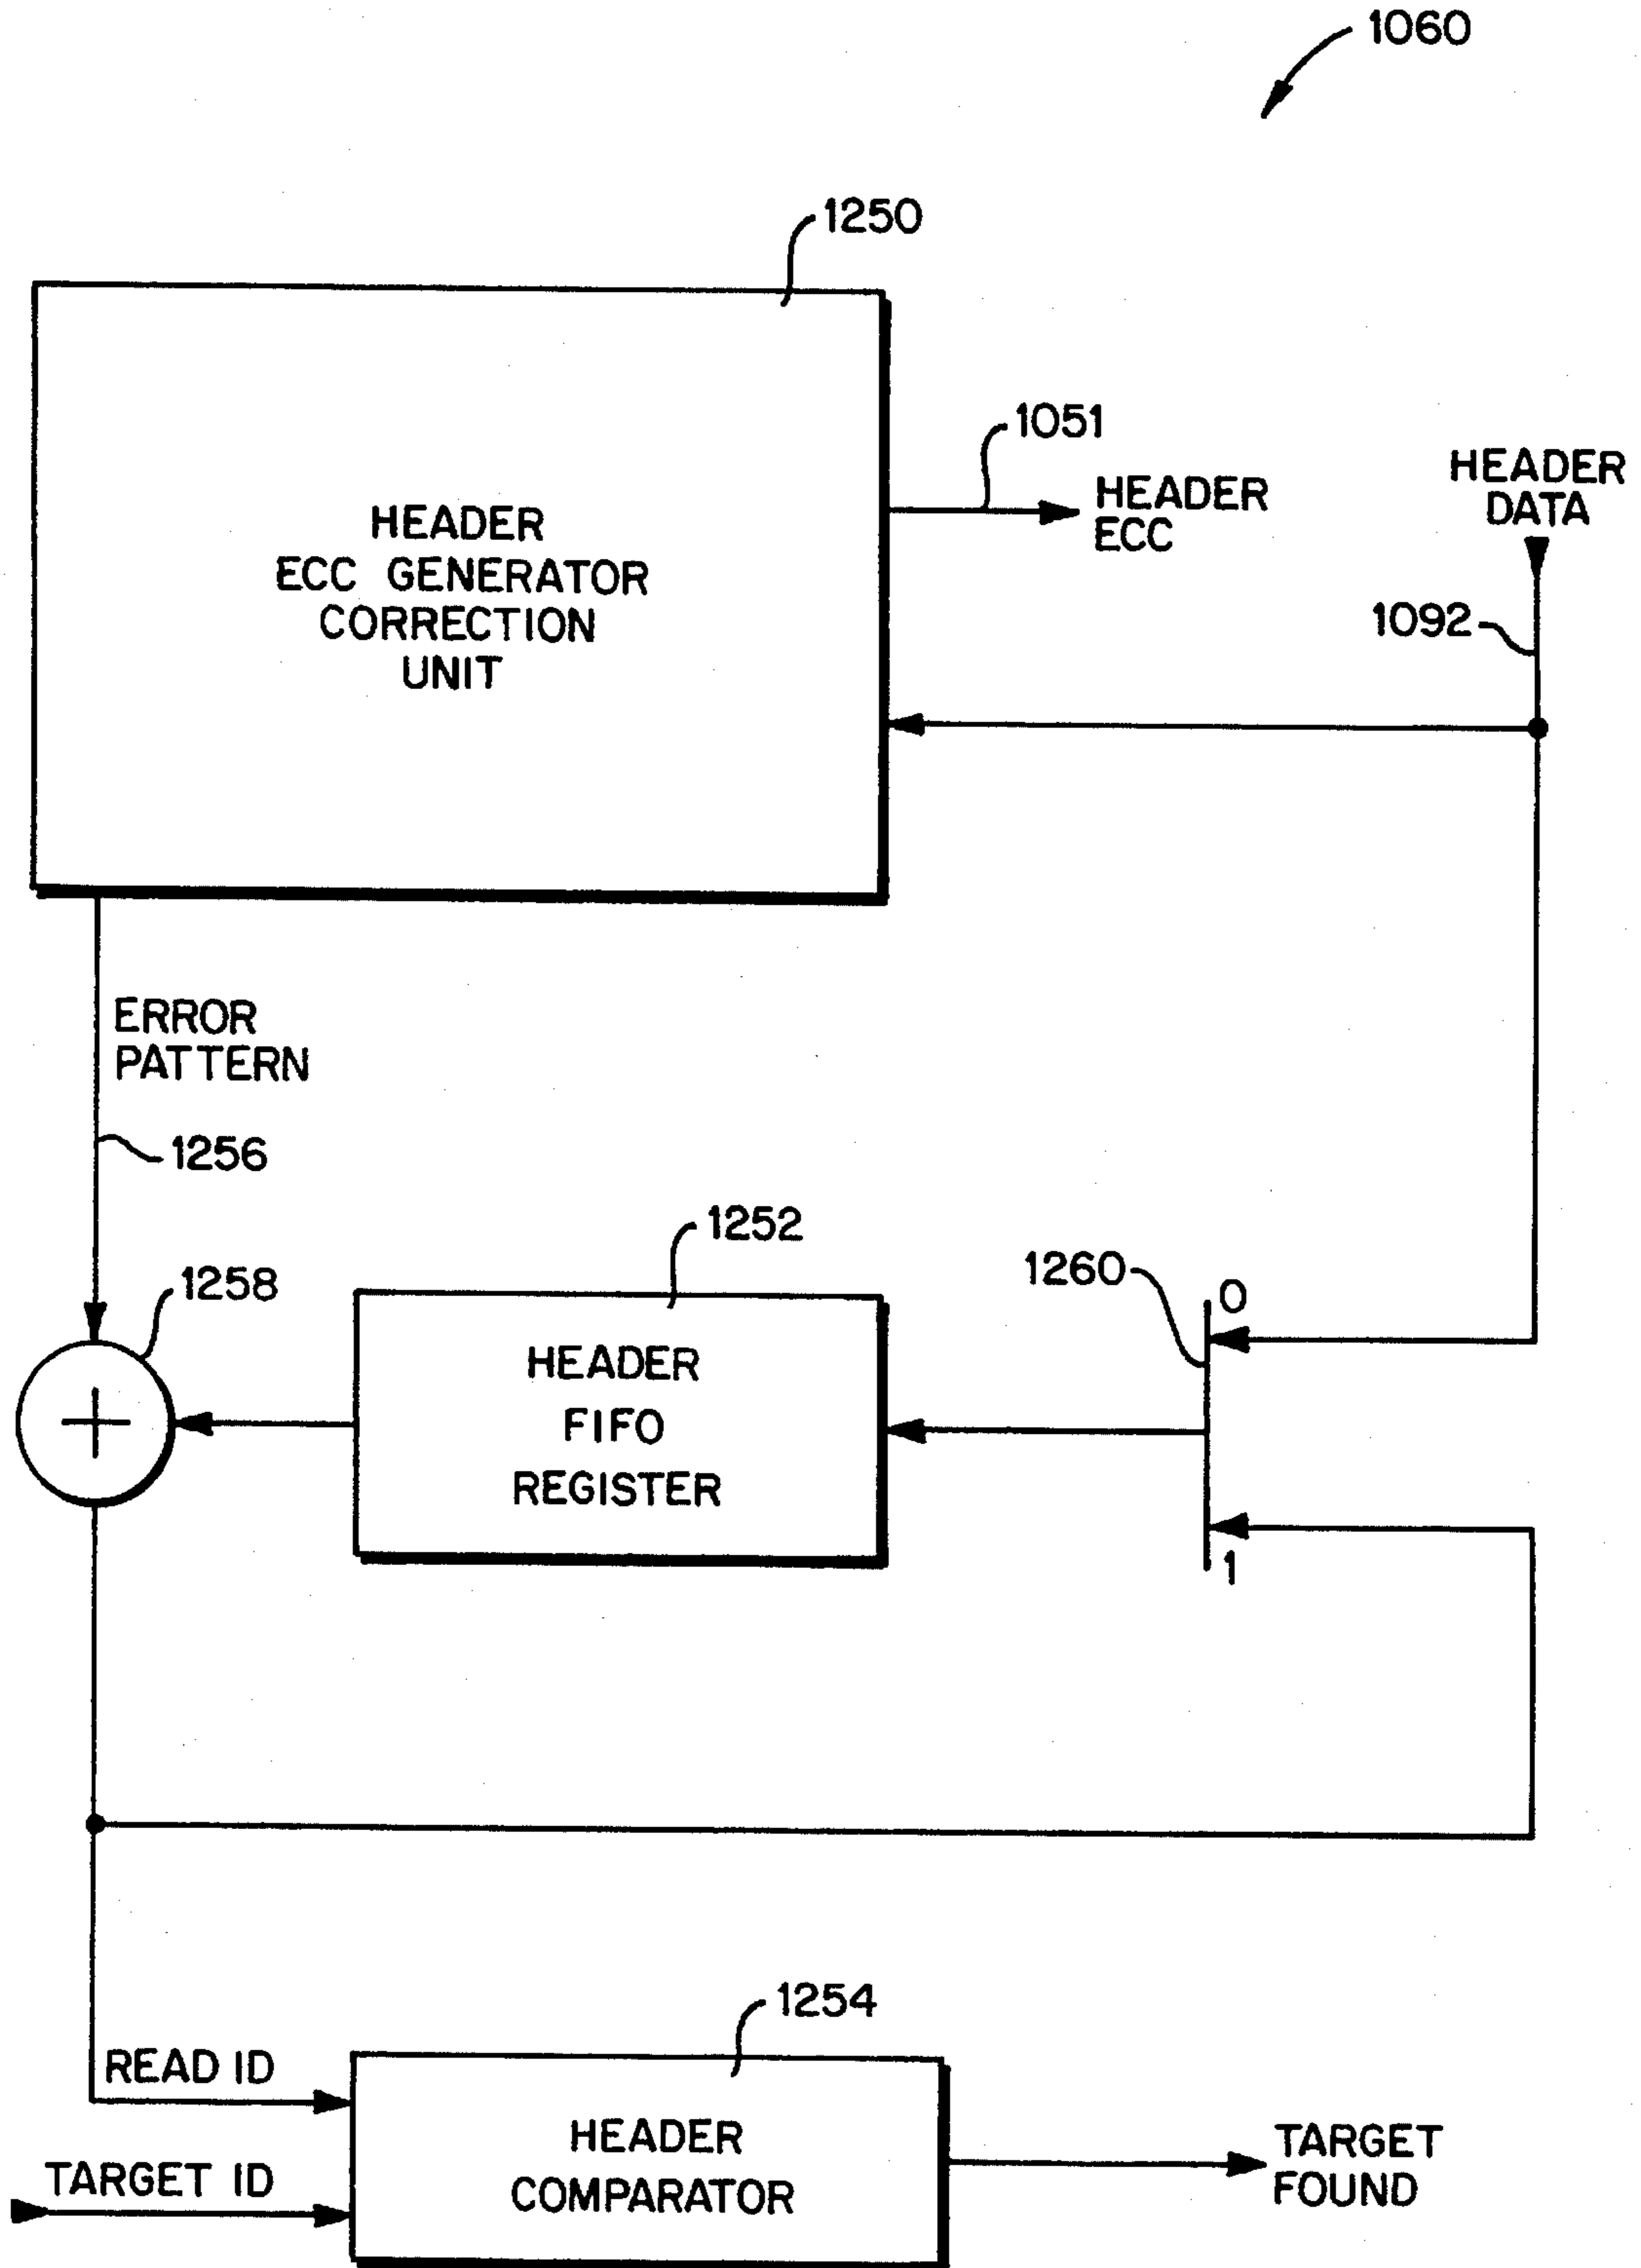 1060
1250
1051
HEADER
ECC
HEADER
DATA
1092
HEADER
ECC GENERATOR
CORRECTION
UNIT
ERROR
PATTERN
1256
1252
1258
1260
0
HEADER
FIFO
REGISTER
1
1254
READ ID
TARGET ID
HEADER
COMPARATOR
TARGET
FOUND